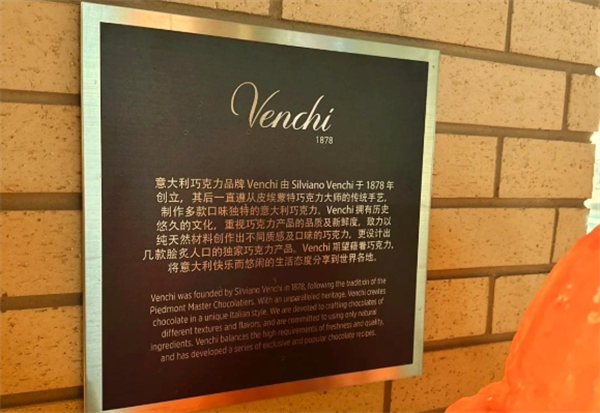 Venchi
1878
意大利巧克力品牌 Venchi 由 Silviano Venchi 于 1878 年
创立，其后一直遵从皮埃蒙特巧克力大师的传统手艺，
制作多款口味独特的意大利巧克力。Venchi 拥有历史
悠久的文化，重视巧克力产品的品质及新鲜度，致力以
纯天然材料创作出不同质感及口味的巧克力，更设计出
几款脍炙人口的独家巧克力产品。Venchi 期望藉着巧克力，
将意大利快乐而悠闲的生活态度分享到世界各地。
Venchi was founded by Silviano Venchi in 1878, following the tradition of the
Piedmont Master Chocolatiers. With an unparalleled heritage, Venchi creates
chocolate in a unique Italian style. We are devoted to crafting chocolates of
different textures and flavors, and are committed to using only natural
ingredients. Venchi balances the high requirements of freshness and quality,
and has developed a series of exclusive and popular chocolate recipes.